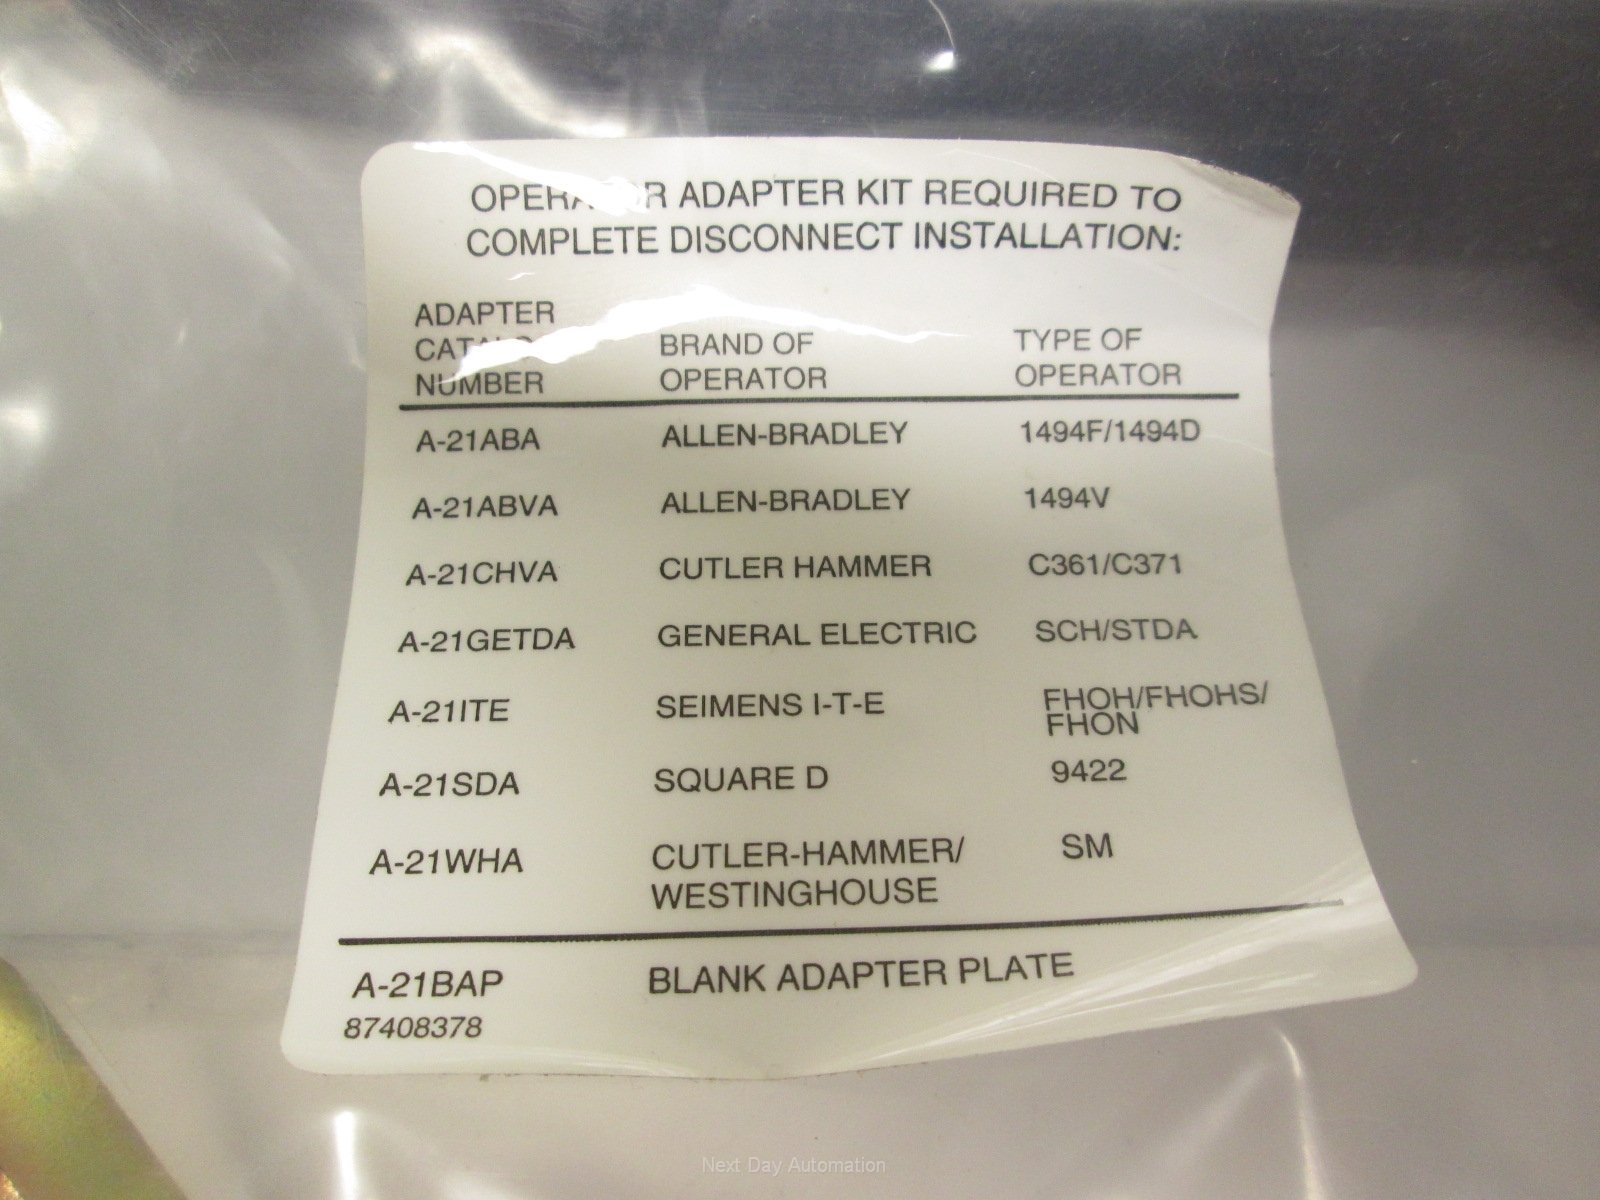 OPERATOR ADAPTER KIT REQUIRED TO
COMPLETE DISCONNECT INSTALLATION:
ADAPTER
CATALOG BRAND OF TYPE OF
NUMBER OPERATOR OPERATOR
A-21ABA ALLEN-BRADLEY 1494F/1494D
A-21ABVA ALLEN-BRADLEY 1494V
A-21CHVA CUTLER HAMMER C361/C371
A-21GETDA GENERAL ELECTRIC SCH/STDA
A-21ITE SEIMENS I-T-E FHOH/FHOHS/
FHON
A-21SDA SQUARE D 9422
A-21WHA CUTLER-HAMMER/ SM
WESTINGHOUSE
A-21BAP BLANK ADAPTER PLATE
87408378
Next Day Automation